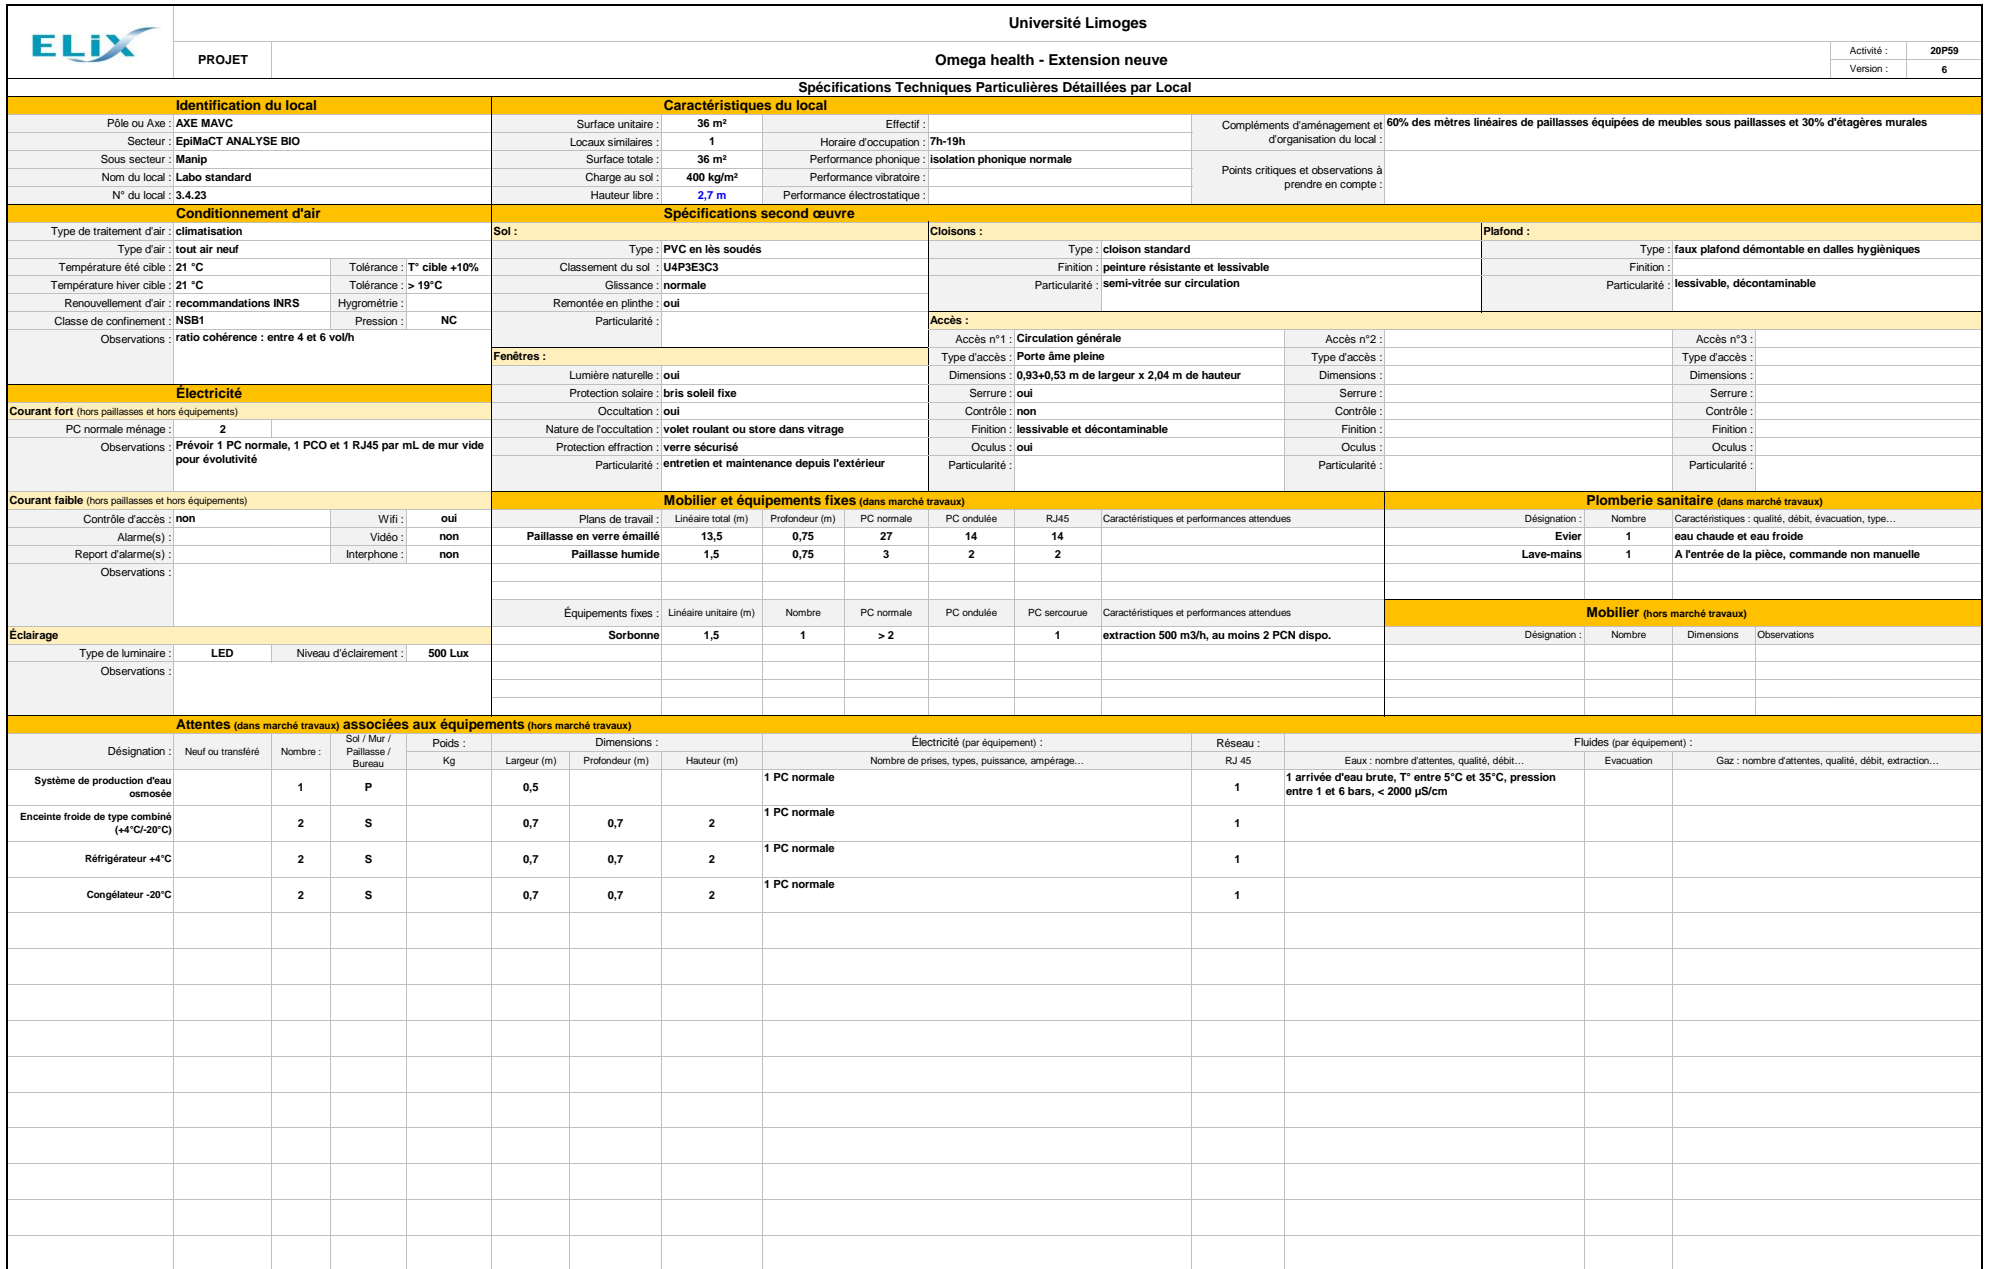 ELiX
Université Limoges
PROJET
Omega health - Extension neuve
Activité : 20P59
Version : 6
Spécifications Techniques Particulières Détaillées par Local
Identification du local
Pôle ou Axe : AXE MAVC
Secteur : EpiMaCT ANALYSE BIO
Sous secteur : Manip
Nom du local : Labo standard
N° du local : 3.4.23
Caractéristiques du local
Surface unitaire : 36 m² Effectif :
Locaux similaires : 1 Horaire d'occupation : 7h-19h
Surface totale : 36 m² Performance phonique : isolation phonique normale
Charge au sol : 400 kg/m² Performance vibratoire :
Hauteur libre : 2,7 m Performance électrostatique :
Compléments d'aménagement et
d'organisation du local :
60% des mètres linéaires de paillasses équipées de meubles sous paillasses et 30% d'étagères murales
Points critiques et observations à
prendre en compte :
Conditionnement d'air
Type de traitement d'air : climatisation
Type d'air : tout air neuf
Température été cible : 21 °C Tolérance : T° cible +10%
Température hiver cible : 21 °C Tolérance : > 19°C
Renouvellement d'air : recommandations INRS Hygrométrie :
Classe de confinement : NSB1 Pression : NC
Observations : ratio cohérence : entre 4 et 6 vol/h
Spécifications second œuvre
Sol :
Type : PVC en lès soudés
Classement du sol : U4P3E3C3
Glissance : normale
Remontée en plinthe : oui
Particularité :
Cloisons :
Type : cloison standard
Finition : peinture résistante et lessivable
Particularité : semi-vitrée sur circulation
Plafond :
Type : faux plafond démontable en dalles hygièniques
Finition :
Particularité : lessivable, décontaminable
Fenêtres :
Lumière naturelle : oui
Protection solaire : bris soleil fixe
Occultation : oui
Nature de l'occultation : volet roulant ou store dans vitrage
Protection effraction : verre sécurisé
Particularité : entretien et maintenance depuis l'extérieur
Accès :
Accès n°1 : Circulation générale Accès n°2 : Accès n°3 :
Type d'accès : Porte âme pleine Type d'accès : Type d'accès :
Dimensions : 0,93+0,53 m de largeur x 2,04 m de hauteur Dimensions : Dimensions :
Serrure : oui Serrure : Serrure :
Contrôle : non Contrôle : Contrôle :
Finition : lessivable et décontaminable Finition : Finition :
Oculus : oui Oculus : Oculus :
Particularité : Particularité : Particularité :
Électricité
Courant fort (hors paillasses et hors équipements)
PC normale ménage : 2
Observations : Prévoir 1 PC normale, 1 PCO et 1 RJ45 par mL de mur vide
pour évolutivité
Courant faible (hors paillasses et hors équipements)
Contrôle d'accès : non Wifi : oui
Alarme(s) : Vidéo : non
Report d'alarme(s) : Interphone : non
Observations :
Éclairage
Type de luminaire : LED Niveau d'éclairement : 500 Lux
Observations :
Mobilier et équipements fixes (dans marché travaux)
Plans de travail : Linéaire total (m) Profondeur (m) PC normale PC ondulée RJ45 Caractéristiques et performances attendues
Paillasse en verre émaillé 13,5 0,75 27 14 14
Paillasse humide 1,5 0,75 3 2 2
Équipements fixes : Linéaire unitaire (m) Nombre PC normale PC ondulée PC sercourue Caractéristiques et performances attendues
Sorbonne 1,5 1 > 2 1 extraction 500 m3/h, au moins 2 PCN dispo.
Plomberie sanitaire (dans marché travaux)
Désignation : Nombre Caractéristiques : qualité, débit, évacuation, type…
Evier 1 eau chaude et eau froide
Lave-mains 1 A l'entrée de la pièce, commande non manuelle
Mobilier (hors marché travaux)
Désignation : Nombre Dimensions Observations
Attentes (dans marché travaux) associées aux équipements (hors marché travaux)
Désignation : Neuf ou transféré Nombre : Sol / Mur / Paillasse / Bureau Poids : Dimensions : Électricité (par équipement) : Réseau : Fluides (par équipement) :
Kg Largeur (m) Profondeur (m) Hauteur (m) Nombre de prises, types, puissance, ampérage… RJ 45 Eaux : nombre d'attentes, qualité, débit… Evacuation Gaz : nombre d'attentes, qualité, débit, extraction…
Système de production d'eau osmosée 1 P 0,5 1 PC normale 1 1 arrivée d'eau brute, T° entre 5°C et 35°C, pression entre 1 et 6 bars, < 2000 µS/cm
Enceinte froide de type combiné (+4°C/-20°C) 2 S 0,7 0,7 2 1 PC normale 1
Réfrigérateur +4°C 2 S 0,7 0,7 2 1 PC normale 1
Congélateur -20°C 2 S 0,7 0,7 2 1 PC normale 1